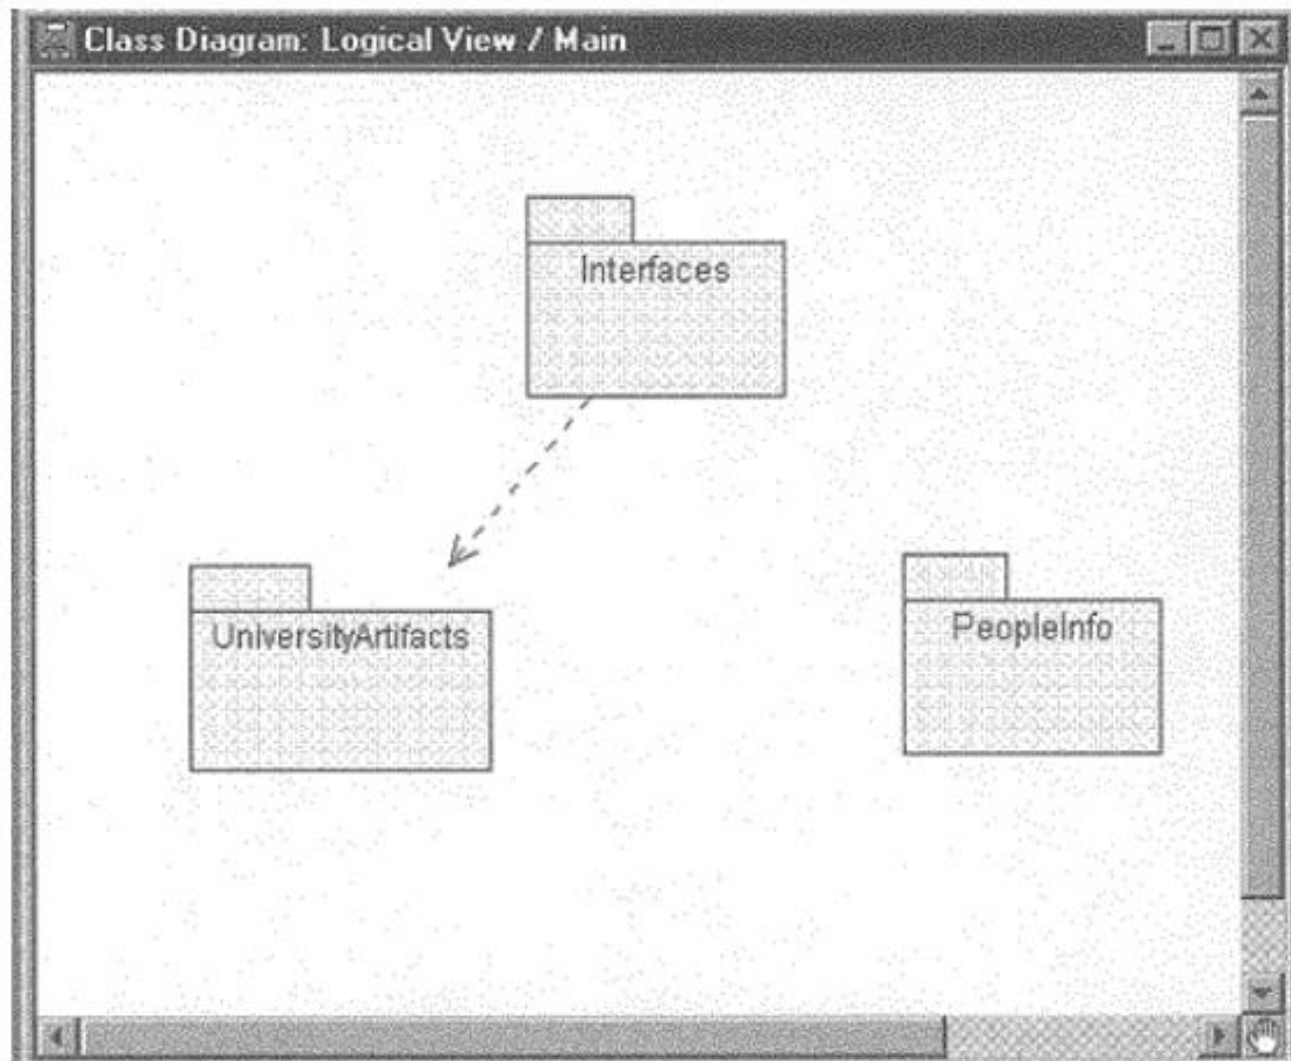 Class Diagram: Logical View / Main
Interfaces
UniversityArtifacts
PeopleInfo